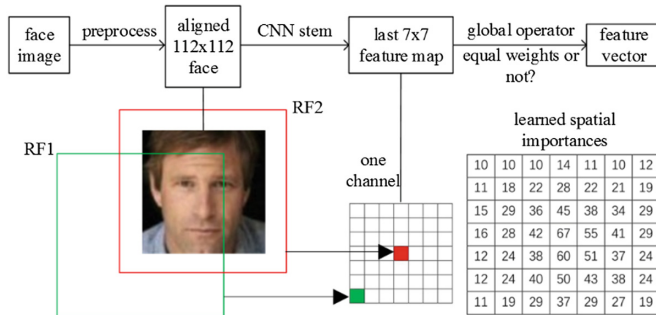 face
image
preprocess
aligned
112x112
face
CNN stem
last 7x7
feature map
global operator
equal weights or
not?
feature
vector
RF2
RF1
one
channel
learned spatial
importances
10 10 10 14 11 10 12
11 18 22 28 22 21 19
15 29 36 45 38 34 29
16 28 42 67 55 41 29
12 24 38 60 51 37 24
12 24 40 50 43 38 24
11 19 29 37 29 27 19